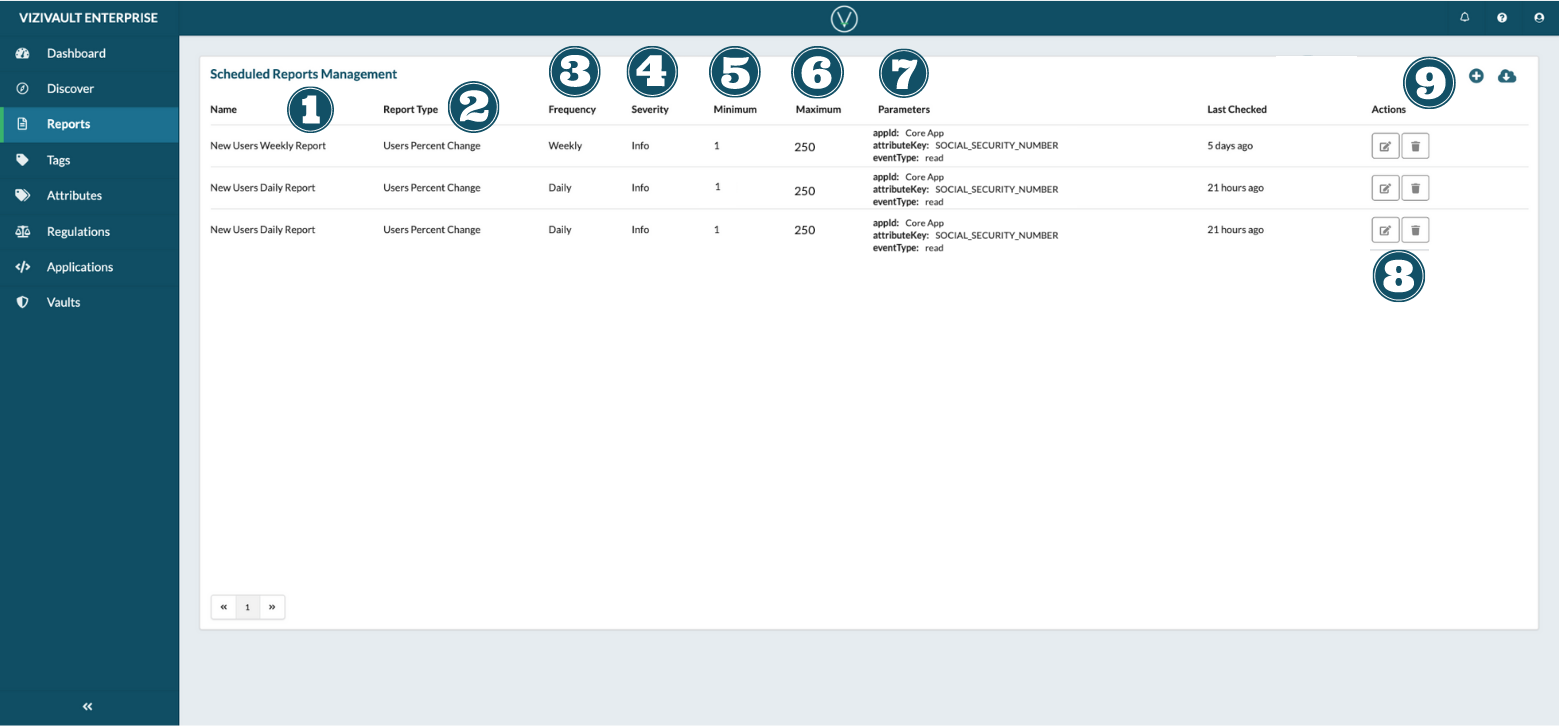 VIZIVAULT ENTERPRISE
V
Dashboard
Discover
Reports
Tags
Attributes
Regulations
Applications
Vaults
Scheduled Reports Management
1 2 3 4 5 6 7 9
Name Report Type Frequency Severity Minimum Maximum Parameters Last Checked Actions
New Users Weekly Report Users Percent Change Weekly Info 1 250 appId: Core App 5 days ago
attributeKey: SOCIAL_SECURITY_NUMBER
eventType: read
New Users Daily Report Users Percent Change Daily Info 1 250 appId: Core App 21 hours ago
attributeKey: SOCIAL_SECURITY_NUMBER
eventType: read
New Users Daily Report Users Percent Change Daily Info 1 250 appId: Core App 21 hours ago
attributeKey: SOCIAL_SECURITY_NUMBER
eventType: read
8
« 1 »
«